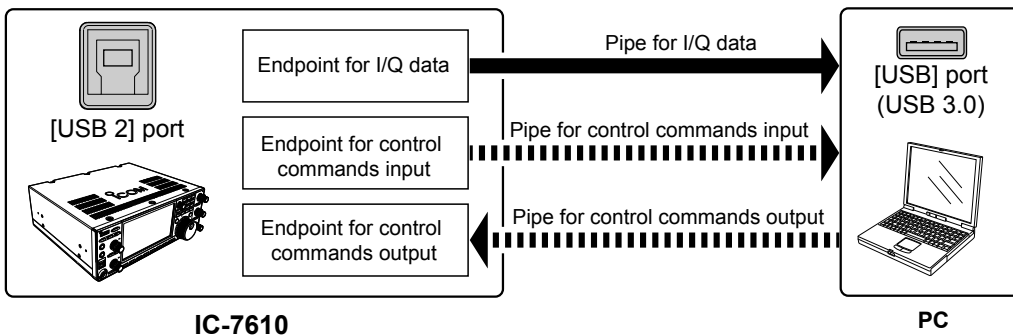 [USB 2] port
Endpoint for I/Q data
Pipe for I/Q data
[USB] port
(USB 3.0)
Endpoint for control
commands input
Pipe for control commands input
Endpoint for control
commands output
Pipe for control commands output
ICOM
IC-7610
PC